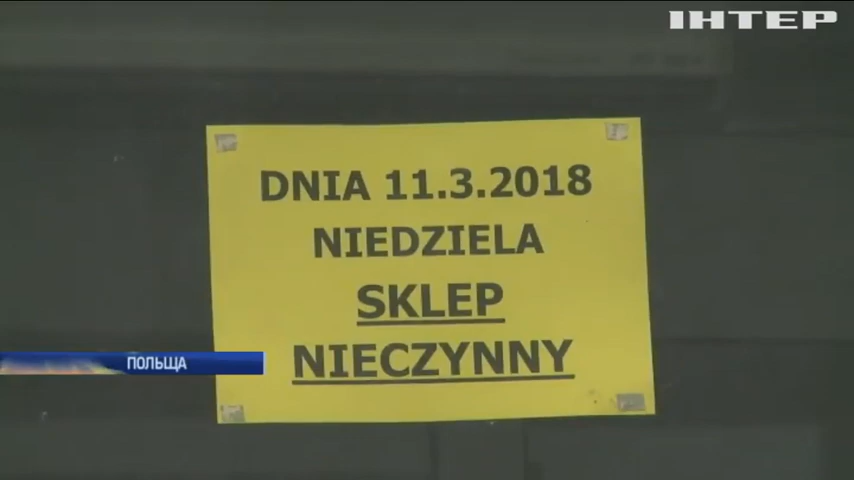 ІНТЕР
DNIA 11.3.2018
NIEDZIELA
SKLEP
NIECZYNNY
ПОЛЬЩА